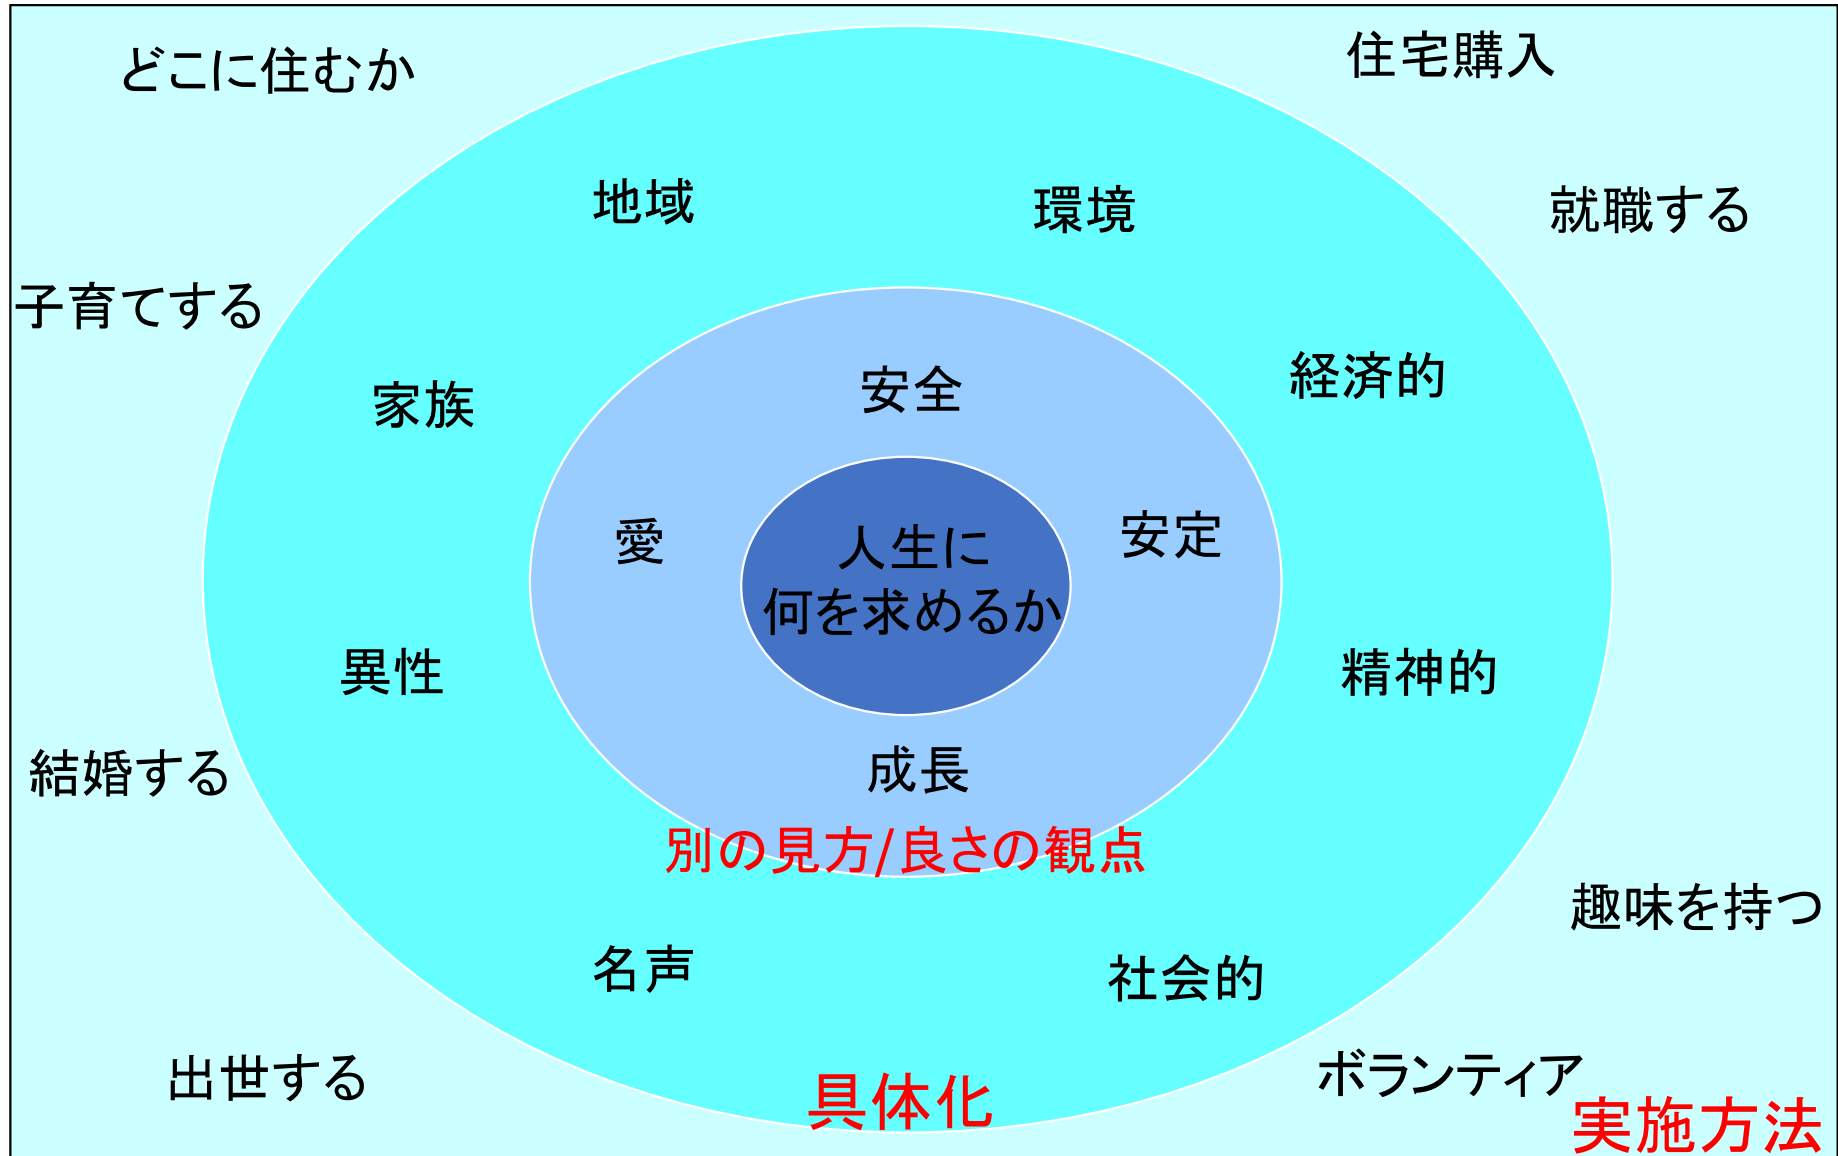 どこに住むか
住宅購入
地域
環境
就職する
子育てする
家族
安全
経済的
愛
安定
人生に
何を求めるか
異性
精神的
結婚する
成長
別の見方/良さの観点
趣味を持つ
名声
社会的
出世する
ボランティア
具体化
実施方法